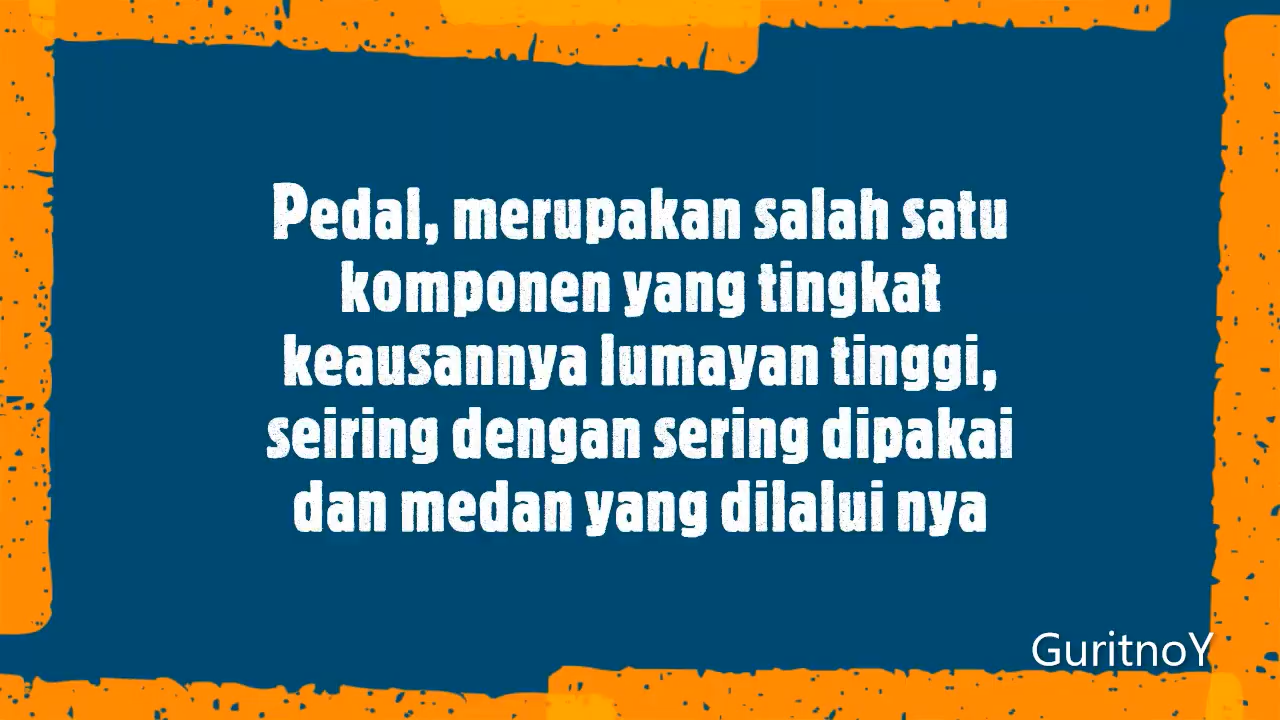 Pedal, merupakan salah satu
komponen yang tingkat
keausannya lumayan tinggi,
seiring dengan sering dipakai
dan medan yang dilalui nya
GuritnoY